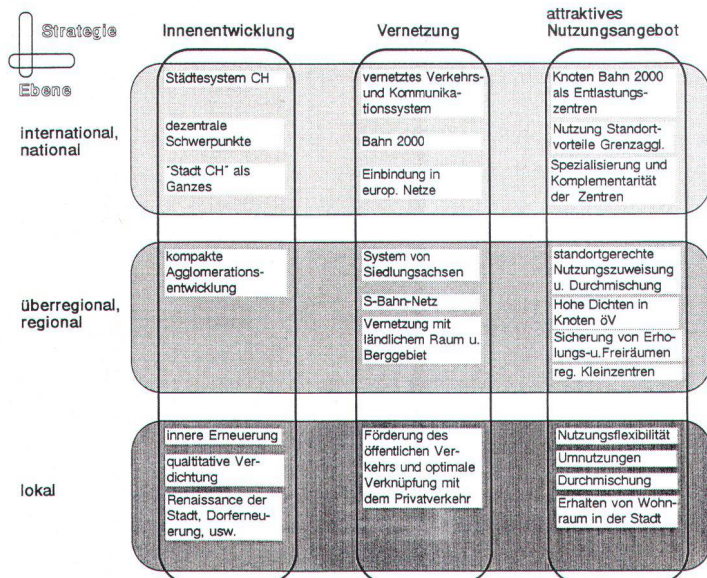 Strategie
Ebene
Innenentwicklung
Vernetzung
attraktives
Nutzungsangebot
international,
national
Städtesystem CH
dezentrale
Schwerpunkte
"Stadt CH" als
Ganzes
vernetztes Verkehrs-
und Kommunika-
tionssystem
Bahn 2000
Einbindung in
europ. Netze
Knoten Bahn 2000
als Entlastungs-
zentren
Nutzung Standort-
vorteile Grenzaggl.
Spezialisierung und
Komplementarität
der Zentren
überregional,
regional
kompakte
Agglomerations-
entwicklung
System von
Siedlungsachsen
S-Bahn-Netz
Vernetzung mit
ländlichem Raum u.
Berggebiet
standortgerechte
Nutzungszuweisung
u. Durchmischung
Hohe Dichten in
Knoten öV
Sicherung von Erho-
lungs-u.Freiräumen
reg. Kleinzentren
lokal
innere Erneuerung
qualtitative Ver-
dichtung
Renaissance der
Stadt, Dorferneu-
erung, usw.
Förderung des
öffentlichen Ver-
kehrs und optimale
Verknüpfung mit
dem Privatverkehr
Nutzungsflexibilität
Umnutzungen
Durchmischung
Erhalten von Wohn-
raum in der Stadt